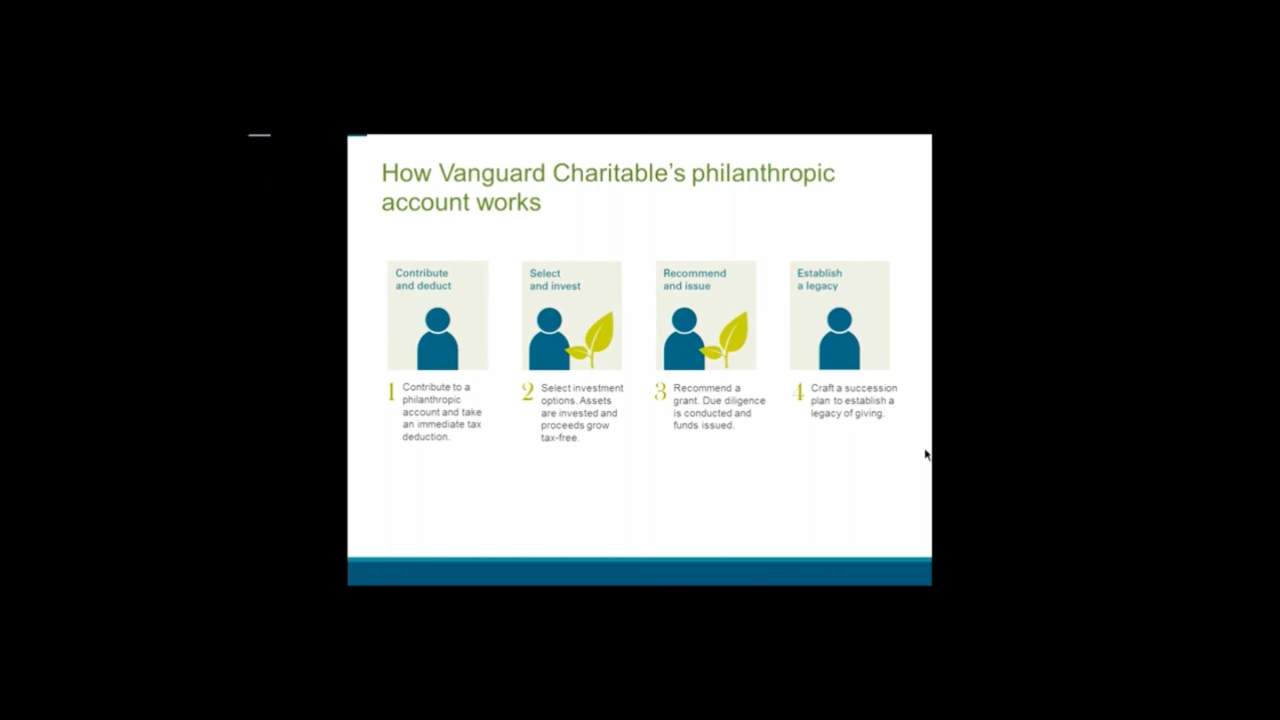 How Vanguard Charitable's philanthropic
account works
Contribute
and deduct
1 Contribute to a
philanthropic
account and take
an immediate tax
deduction.
Select
and invest
2 Select investment
options. Assets
are invested and
proceeds grow
tax-free.
Recommend
and issue
3 Recommend a
grant. Due diligence
is conducted and
funds issued.
Establish
a legacy
4 Craft a succession
plan to establish a
legacy of giving.